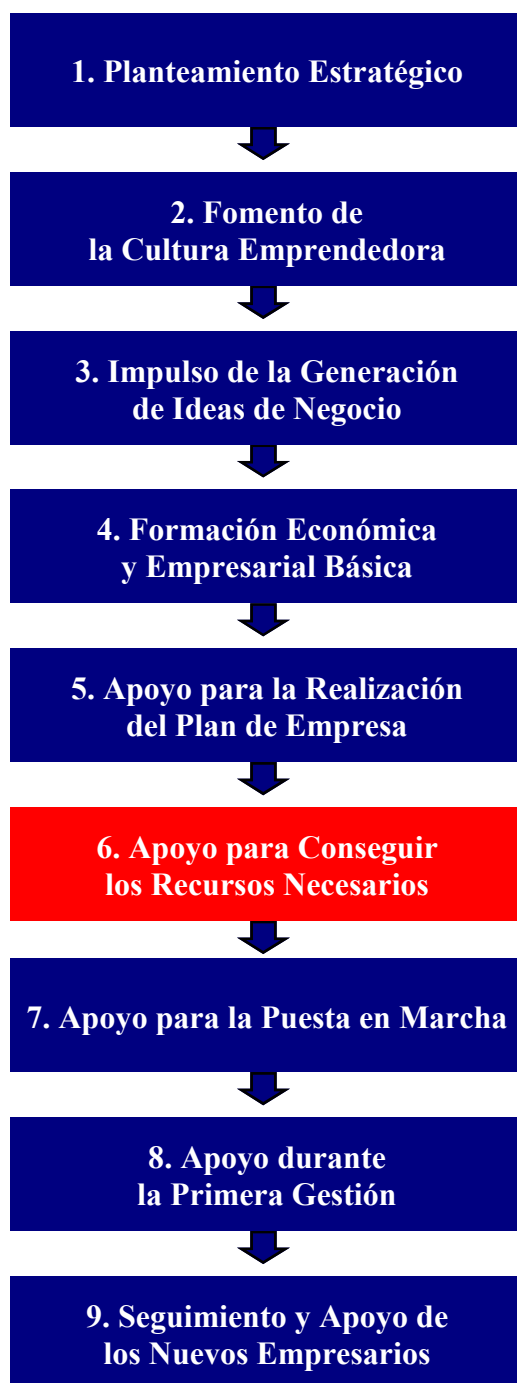 1. Planteamiento Estratégico
2. Fomento de
la Cultura Emprendedora
3. Impulso de la Generación
de Ideas de Negocio
4. Formación Económica
y Empresarial Básica
5. Apoyo para la Realización
del Plan de Empresa
6. Apoyo para Conseguir
los Recursos Necesarios
7. Apoyo para la Puesta en Marcha
8. Apoyo durante
la Primera Gestión
9. Seguimiento y Apoyo de
los Nuevos Empresarios